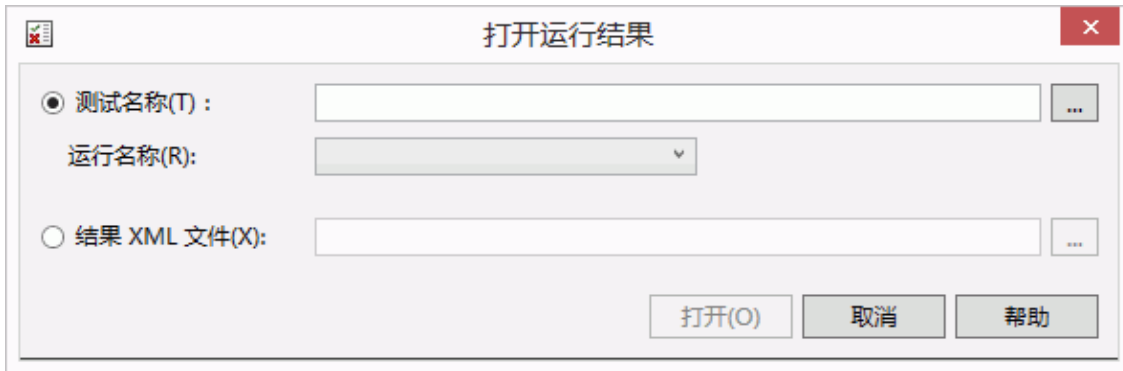 打开运行结果
测试名称(T) :
...
运行名称(R):
结果 XML 文件(X):
...
打开(O) 取消 帮助